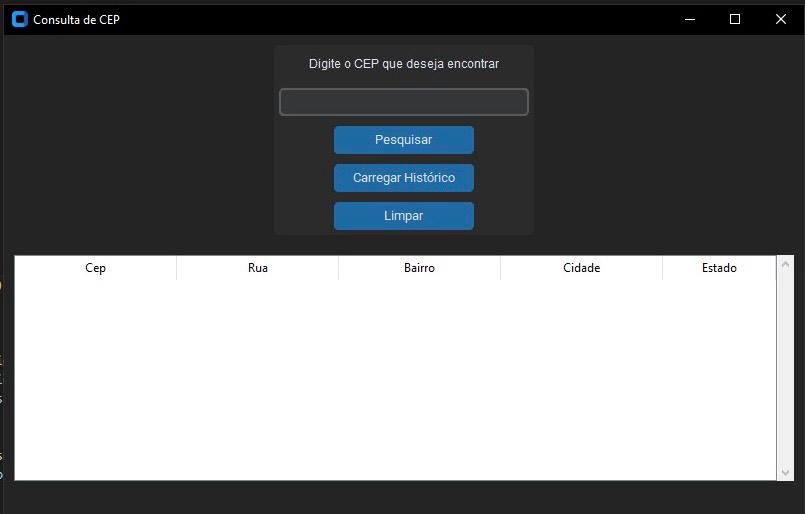 Consulta de CEP
Digite o CEP que deseja encontrar
Pesquisar
Carregar Histórico
Limpar
Cep Rua Bairro Cidade Estado